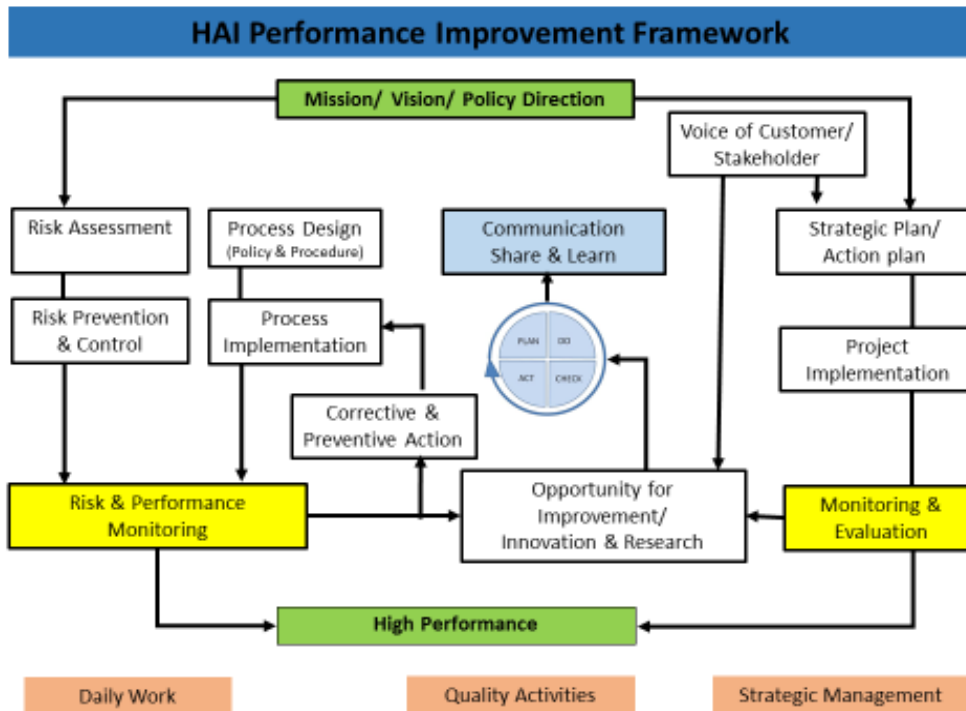 HAI Performance Improvement Framework
Mission/ Vision/ Policy Direction
Voice of Customer/
Stakeholder
Risk Assessment
Process Design
(Policy & Procedure)
Communication
Share & Learn
Strategic Plan/
Action plan
Risk Prevention
& Control
Process
Implementation
PLAN
DO
ACT
CHECK
Project
Implementation
Corrective &
Preventive Action
Risk & Performance
Monitoring
Opportunity for
Improvement/
Innovation & Research
Monitoring &
Evaluation
High Performance
Daily Work
Quality Activities
Strategic Management